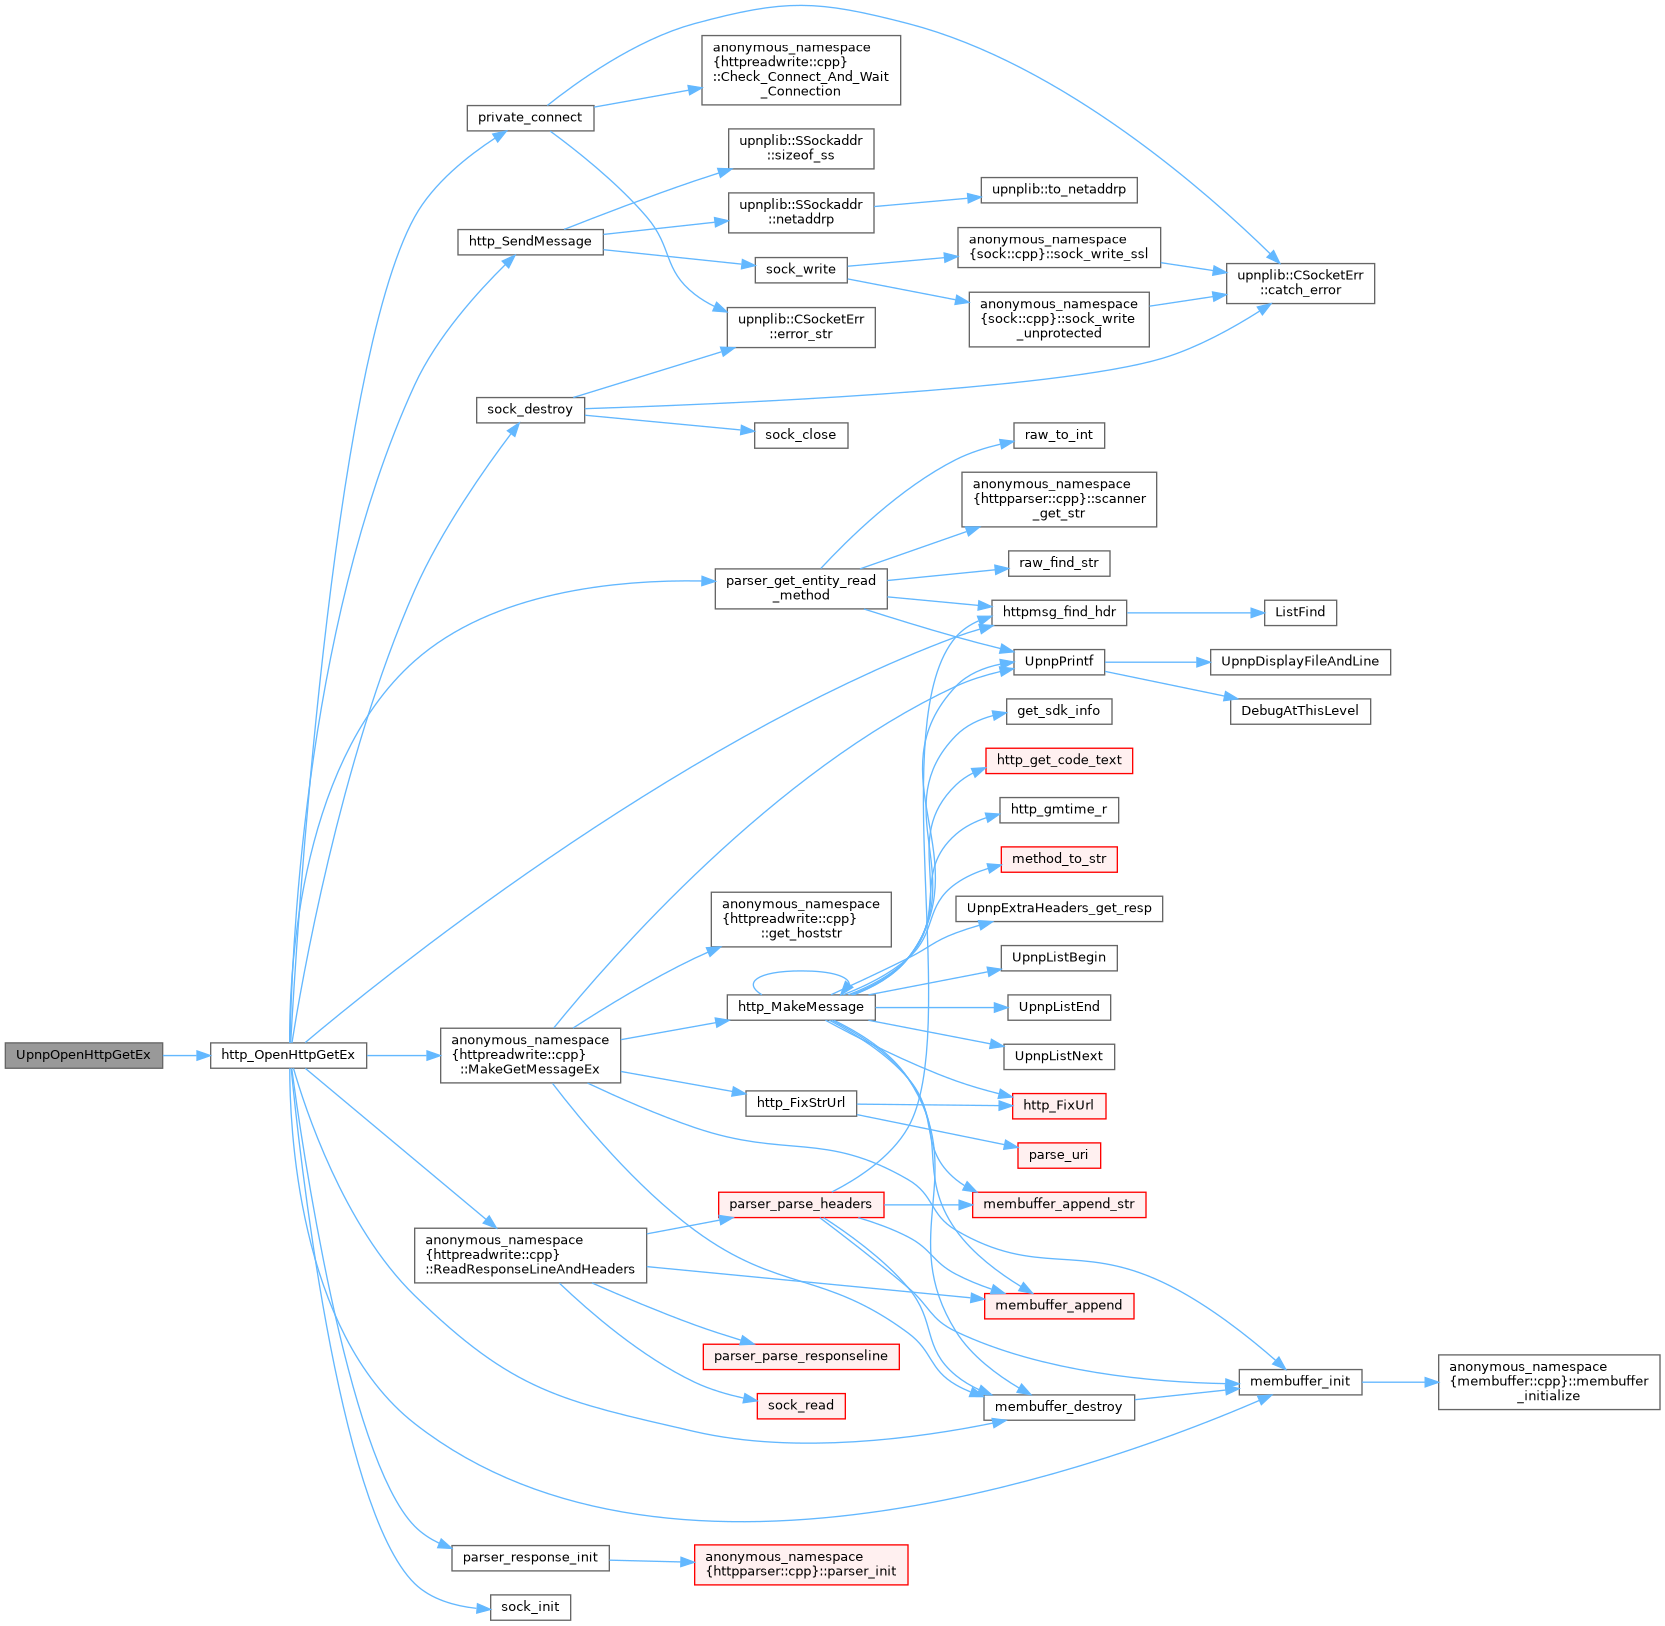 anonymous_namespace
{httpreadwrite::cpp}
::Check_Connect_And_Wait
_Connection
private_connect
upnplib::SSockaddr
::sizeof_ss
upnplib::to_netaddrp
upnplib::SSockaddr
::netaddrp
http_SendMessage
anonymous_namespace
{sock::cpp}::sock_write_ssl
sock_write
upnplib::CSocketErr
::catch_error
anonymous_namespace
{sock::cpp}::sock_write
_unprotected
upnplib::CSocketErr
::error_str
sock_destroy
sock_close
raw_to_int
anonymous_namespace
{httpparser::cpp}::scanner
_get_str
raw_find_str
parser_get_entity_read
_method
httpmsg_find_hdr
ListFind
UpnpPrintf
UpnpDisplayFileAndLine
DebugAtThisLevel
get_sdk_info
http_get_code_text
http_gmtime_r
method_to_str
UpnpExtraHeaders_get_resp
anonymous_namespace
{httpreadwrite::cpp}
::get_hoststr
UpnpListBegin
http_MakeMessage
UpnpListEnd
UpnpOpenHttpGetEx
http_OpenHttpGetEx
anonymous_namespace
{httpreadwrite::cpp}
::MakeGetMessageEx
UpnpListNext
http_FixStrUrl
http_FixUrl
parse_uri
parser_parse_headers
membuffer_append_str
anonymous_namespace
{httpreadwrite::cpp}
::ReadResponseLineAndHeaders
membuffer_append
parser_parse_responseline
sock_read
membuffer_destroy
membuffer_init
anonymous_namespace
{membuffer::cpp}::membuffer
_initialize
parser_response_init
anonymous_namespace
{httpparser::cpp}::parser_init
sock_init